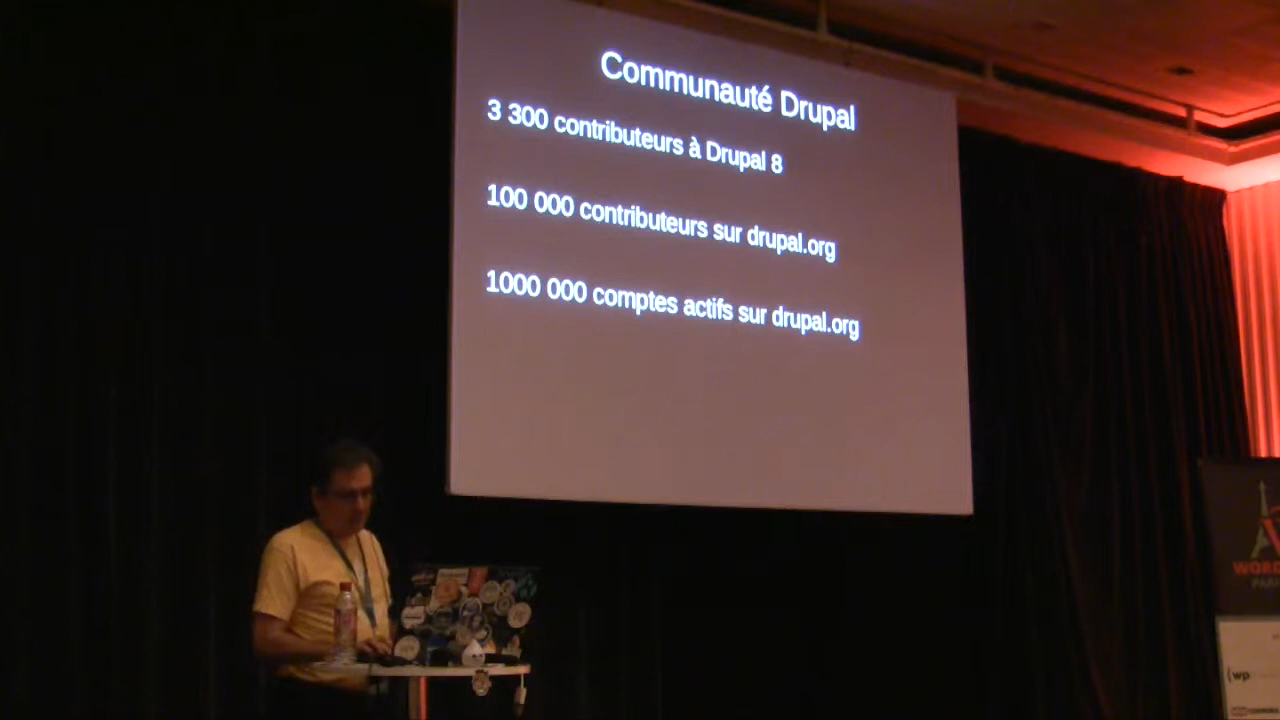 Communauté Drupal
3 300 contributeurs à Drupal 8
100 000 contributeurs sur drupal.org
1000 000 comptes actifs sur drupal.org
(wp